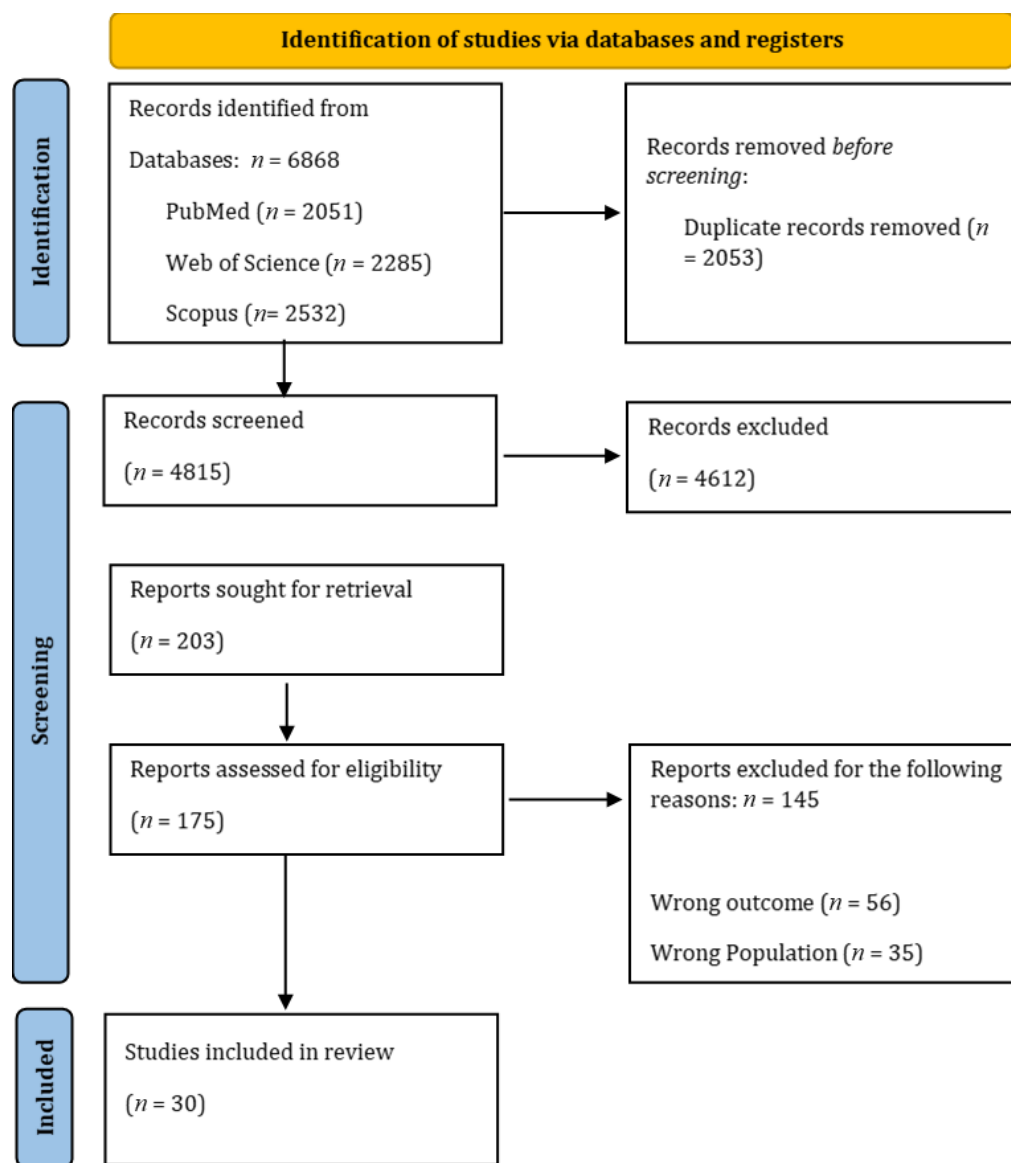 Identification of studies via databases and registers
Identification
Records identified from
Databases:  n = 6868
PubMed (n = 2051)
Web of Science (n = 2285)
Scopus (n= 2532)
Records removed before
screening:
Duplicate records removed (n
= 2053)
Screening
Records screened
(n = 4815)
Records excluded
(n = 4612)
Reports sought for retrieval
(n = 203)
Reports assessed for eligibility
(n = 175)
Reports excluded for the following
reasons: n = 145
Wrong outcome (n = 56)
Wrong Population (n = 35)
Included
Studies included in review
(n = 30)